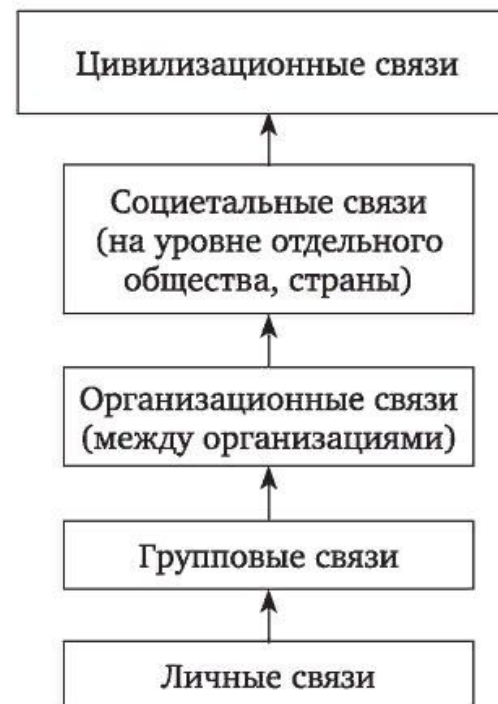 Цивилизационные связи
Социетальные связи
(на уровне отдельного
общества, страны)
Организационные связи
(между организациями)
Групповые связи
Личные связи